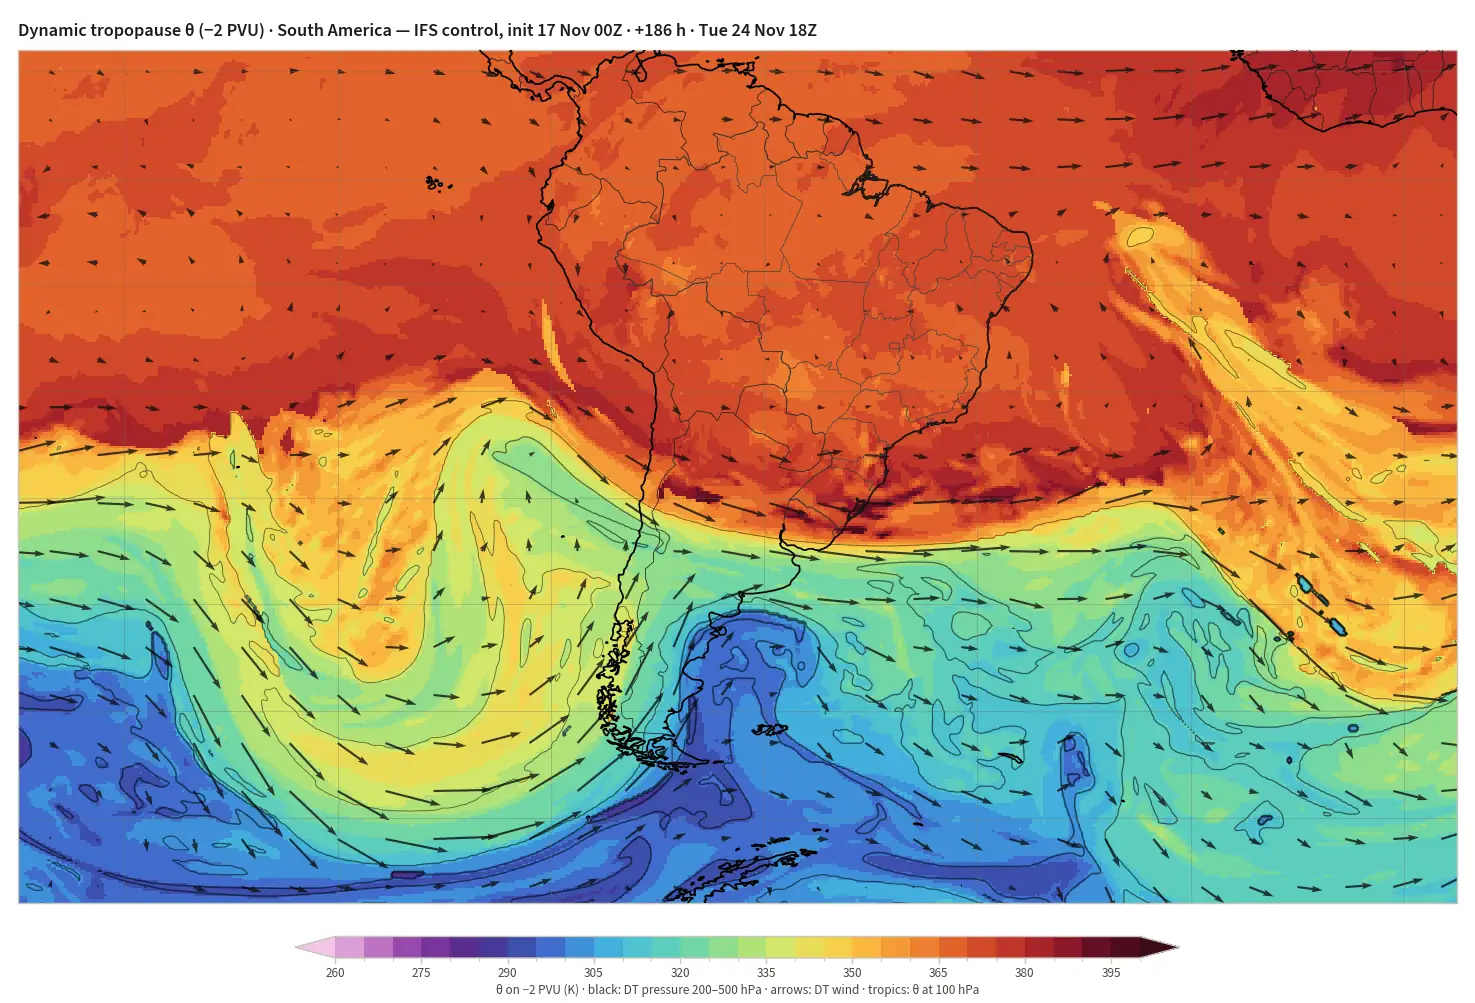 Dynamic tropopause θ (−2 PVU) · South America — IFS control, init 17 Nov 00Z · +186 h · Tue 24 Nov 18Z
260 275 290 305 320 335 350 365 380 395
θ on −2 PVU (K) · black: DT pressure 200–500 hPa · arrows: DT wind · tropics: θ at 100 hPa